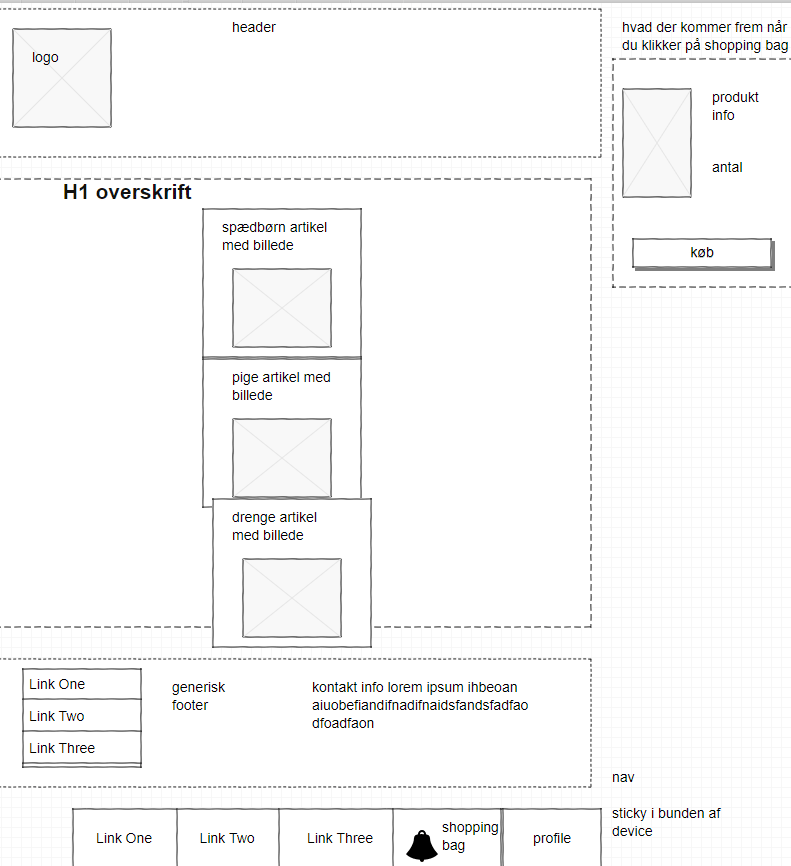 header
logo
hvad der kommer frem når
du klikker på shopping bag
produkt
info
antal
køb
H1 overskrift
spædbørn artikel
med billede
pige artikel med
billede
drenge artikel
med billede
Link One
Link Two
Link Three
generisk
footer
kontakt info lorem ipsum ihbeoan
aiuobefiandifnadifnaidsfandsfadfao
dfoadfaon
nav
sticky i bunden af
device
Link One
Link Two
Link Three
shopping
bag
profile